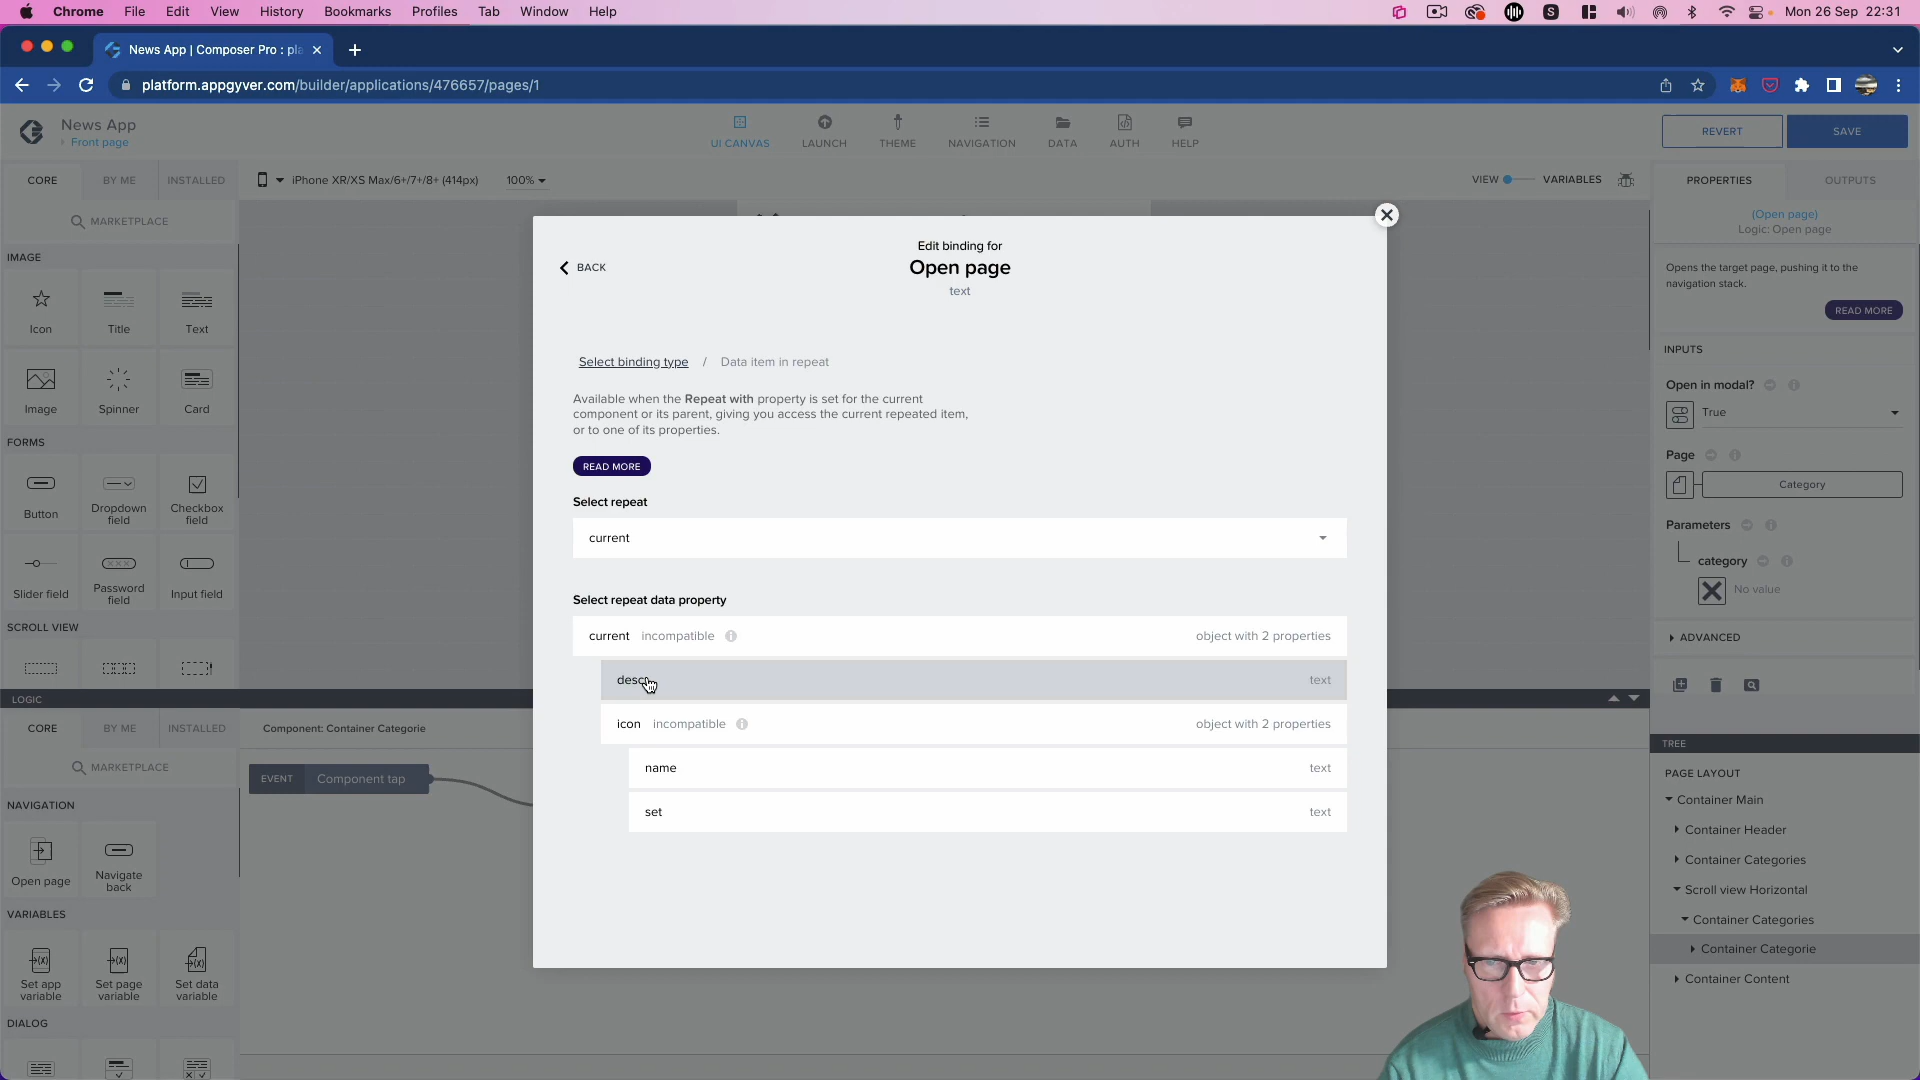 Chrome File Edit View History Bookmarks Profiles Tab Window Help
Mon 26 Sep 22:31
News App | Composer Pro : pla
platform.appgyver.com/builder/applications/476657/pages/1
News App
Front page
UI CANVAS LAUNCH THEME NAVIGATION DATA AUTH HELP
REVERT SAVE
CORE BY ME INSTALLED
iPhone XR/XS Max/6+/7+/8+ (414px) 100%
VIEW VARIABLES
PROPERTIES OUTPUTS
MARKETPLACE
IMAGE
Icon Title Text
Image Spinner Card
FORMS
Button Dropdown field Checkbox field
Slider field Password field Input field
SCROLL VIEW
BACK
Edit binding for
Open page
text
Select binding type / Data item in repeat
Available when the Repeat with property is set for the current
component or its parent, giving you access the current repeated item,
or to one of its properties.
READ MORE
Select repeat
current
Select repeat data property
current incompatible object with 2 properties
text
icon incompatible object with 2 properties
name text
set text
(Open page)
Logic: Open page
Opens the target page, pushing it to the
navigation stack.
READ MORE
INPUTS
Open in modal?
True
Page
Category
Parameters
category
No value
ADVANCED
LOGIC
CORE BY ME INSTALLED
Component: Container Categorie
MARKETPLACE
EVENT Component tap
NAVIGATION
Open page Navigate back
VARIABLES
Set app variable Set page variable Set data variable
DIALOG
TREE
PAGE LAYOUT
Container Main
Container Header
Container Categories
Scroll view Horizontal
Container Categories
Container Categorie
Container Content